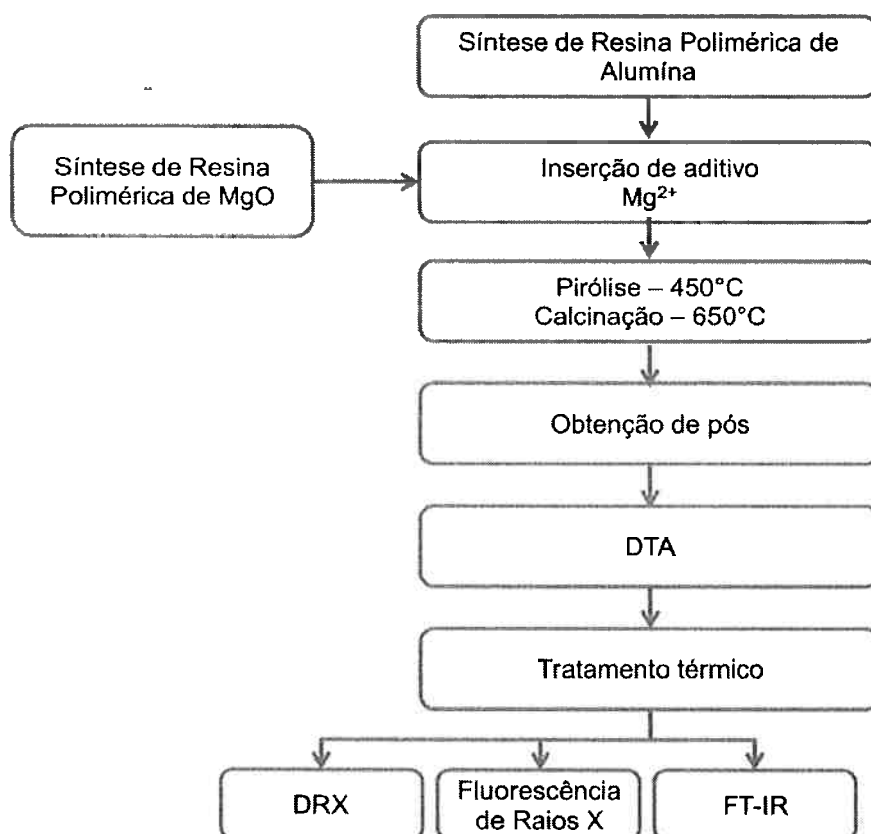 Síntese de Resina Polimérica de
Alumína
Síntese de Resina
Polimérica de MgO
Inserção de aditivo
Mg²⁺
Pirólise – 450°C
Calcinação – 650°C
Obtenção de pós
DTA
Tratamento térmico
DRX
Fluorescência
de Raios X
FT-IR